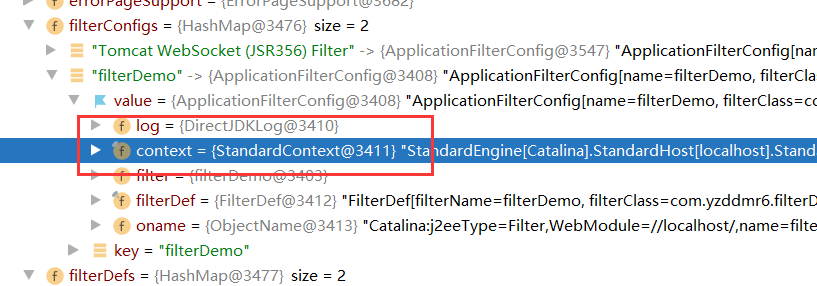 errorPageSupport = {ErrorPageSupport@3682}
filterConfigs = {HashMap@3476} size = 2
"Tomcat WebSocket (JSR356) Filter" -> {ApplicationFilterConfig@3547} "ApplicationFilterConfig[nam
"filterDemo" -> {ApplicationFilterConfig@3408} "ApplicationFilterConfig[name=filterDemo, filterClas
value = {ApplicationFilterConfig@3408} "ApplicationFilterConfig[name=filterDemo, filterClass=co
f log = {DirectJDKLog@3410}
f context = {StandardContext@3411} "StandardEngine[Catalina].StandardHost[localhost].Stand
f filter = {filterDemo@3403}
f filterDef = {FilterDef@3412} "FilterDef[filterName=filterDemo, filterClass=com.yzddmr6.filterD
f oname = {ObjectName@3413} "Catalina:j2eeType=Filter,WebModule=//localhost/,name=filte
key = "filterDemo"
f filterDefs = {HashMap@3477} size = 2